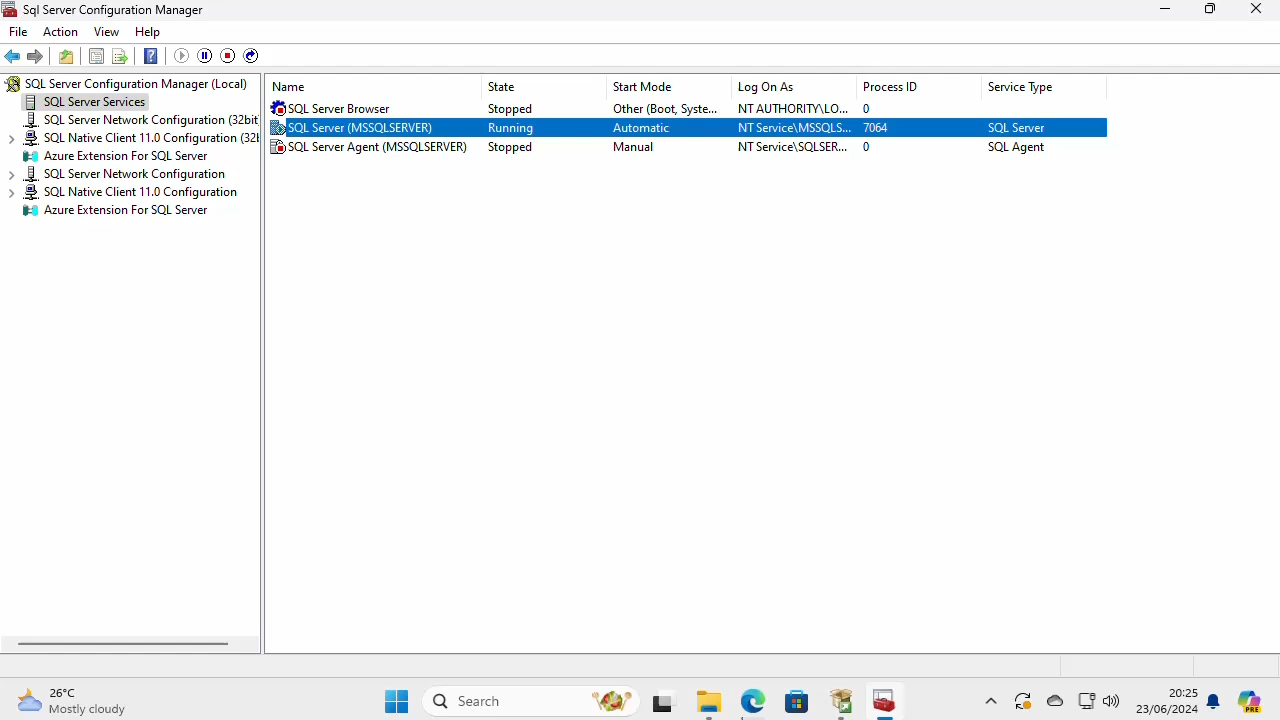 Sql Server Configuration Manager
File Action View Help
SQL Server Configuration Manager (Local)
SQL Server Services
SQL Server Network Configuration (32bit
SQL Native Client 11.0 Configuration (32b
Azure Extension For SQL Server
SQL Server Network Configuration
SQL Native Client 11.0 Configuration
Azure Extension For SQL Server
Name State Start Mode Log On As Process ID Service Type
SQL Server Browser Stopped Other (Boot, Syste... NT AUTHORITY\LO... 0
SQL Server (MSSQLSERVER) Running Automatic NT Service\MSSQLS... 7064 SQL Server
SQL Server Agent (MSSQLSERVER) Stopped Manual NT Service\SQLSER... 0 SQL Agent
26°C
Mostly cloudy
Search
20:25
23/06/2024
PRE